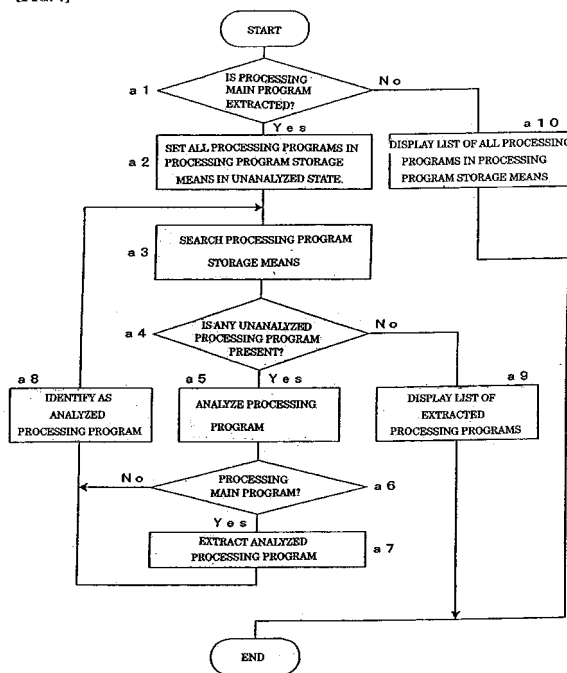 START
IS PROCESSING
MAIN PROGRAM
EXTRACTED?
a 1
No
Yes
a 1 0
SET ALL PROCESSING PROGRAMS IN
PROCESSING PROGRAM STORAGE
MEANS IN UNANALYZED STATE.
a 2
DISPLAY LIST OF ALL PROCESSING
PROGRAMS IN PROCESSING
PROGRAM STORAGE MEANS
SEARCH PROCESSING PROGRAM
STORAGE MEANS
a 3
IS ANY UNANALYZED
PROCESSING PROGRAM
PRESENT?
a 4
No
Yes
a 8
IDENTIFY AS
ANALYZED
PROCESSING PROGRAM
a 5
ANALYZE PROCESSING
PROGRAM
a 9
DISPLAY LIST OF
EXTRACTED
PROCESSING PROGRAMS
No
PROCESSING
MAIN PROGRAM?
a 6
Yes
EXTRACT ANALYZED
PROCESSING PROGRAM
a 7
END